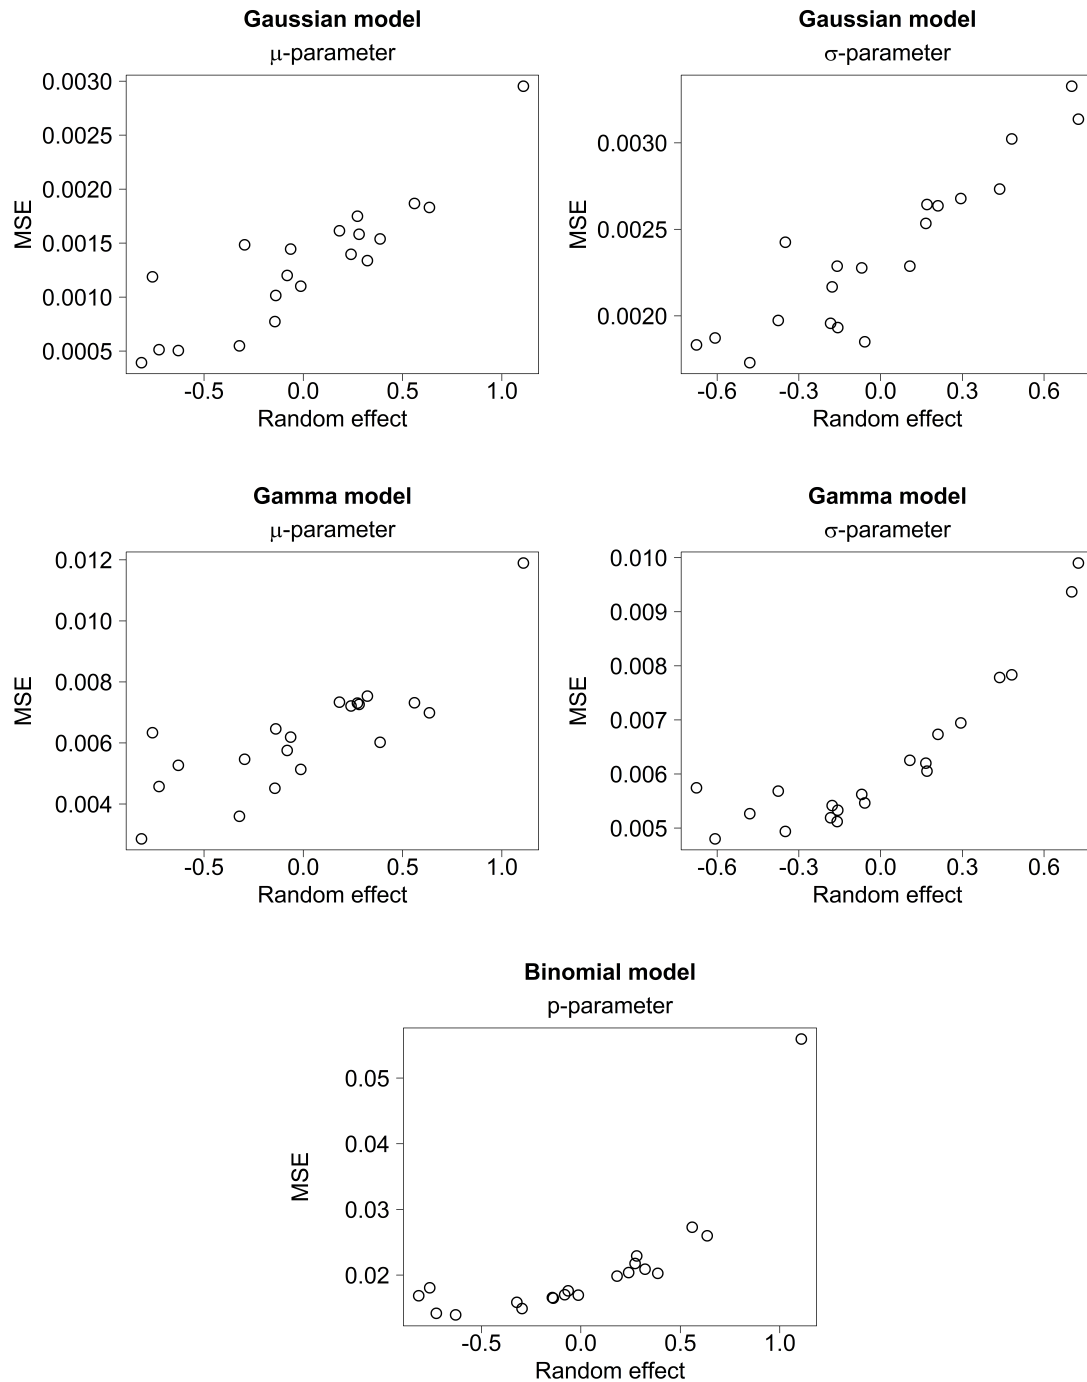 Gaussian model
μ-parameter
MSE
0.0030
0.0025
0.0020
0.0015
0.0010
0.0005
-0.5 0.0 0.5 1.0
Random effect
Gaussian model
σ-parameter
MSE
0.0030
0.0025
0.0020
-0.6 -0.3 0.0 0.3 0.6
Random effect
Gamma model
μ-parameter
MSE
0.012
0.010
0.008
0.006
0.004
-0.5 0.0 0.5 1.0
Random effect
Gamma model
σ-parameter
MSE
0.010
0.009
0.008
0.007
0.006
0.005
-0.6 -0.3 0.0 0.3 0.6
Random effect
Binomial model
p-parameter
MSE
0.05
0.04
0.03
0.02
-0.5 0.0 0.5 1.0
Random effect